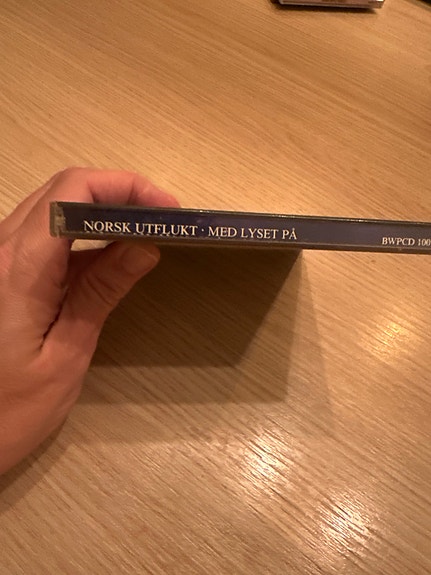 NORSK UTFLUKT · MED LYSET PÅ BWPCD 100